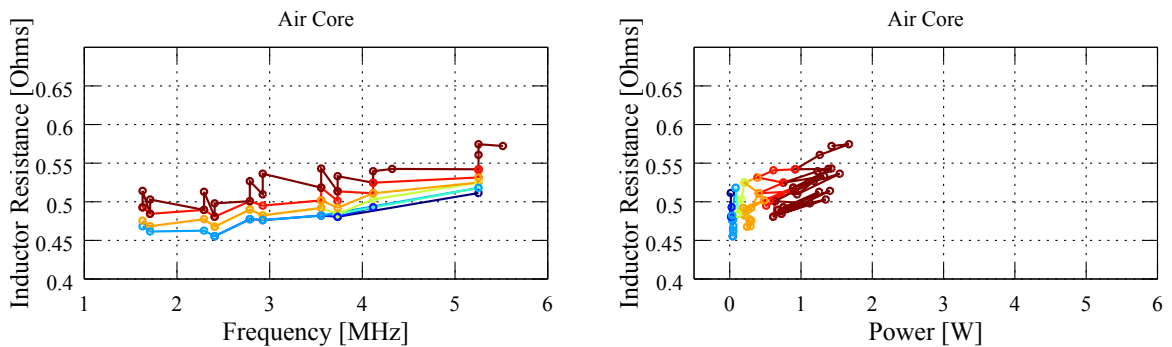 Air Core
Inductor Resistance [Ohms]
0.65
0.6
0.55
0.5
0.45
0.4
1 2 3 4 5 6
Frequency [MHz]
Air Core
Inductor Resistance [Ohms]
0.65
0.6
0.55
0.5
0.45
0.4
0 1 2 3 4 5 6
Power [W]